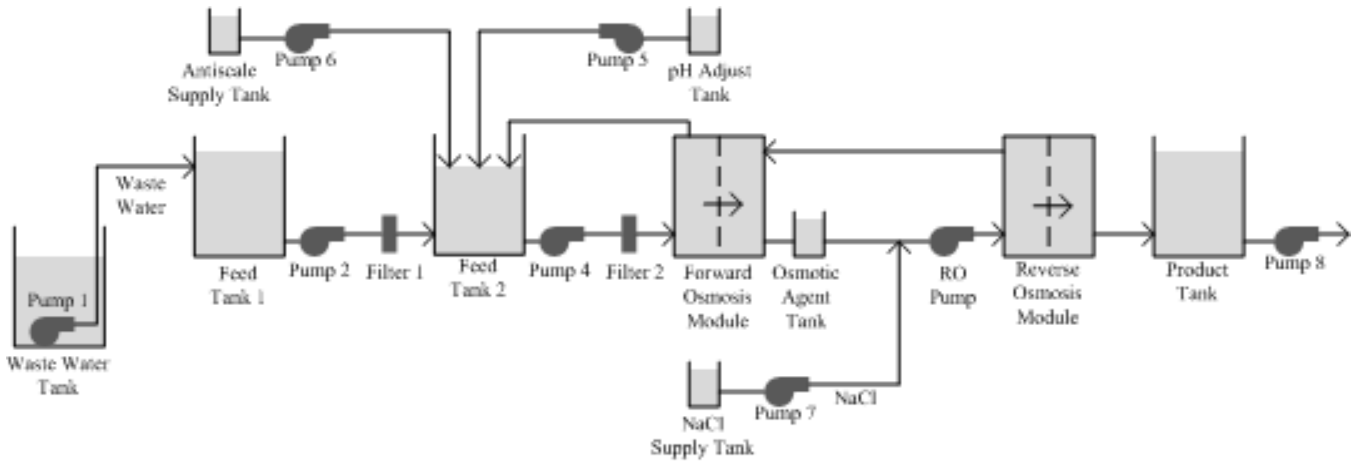 Pump 6
Antiscale
Supply Tank
Pump 5
pH Adjust
Tank
Waste
Water
Pump 1
Waste Water
Tank
Feed
Tank 1
Pump 2
Filter 1
Feed
Tank 2
Pump 4
Filter 2
Forward
Osmosis
Module
Osmotic
Agent
Tank
RO
Pump
Reverse
Osmosis
Module
Product
Tank
Pump 8
NaCl
Supply Tank
Pump 7
NaCl